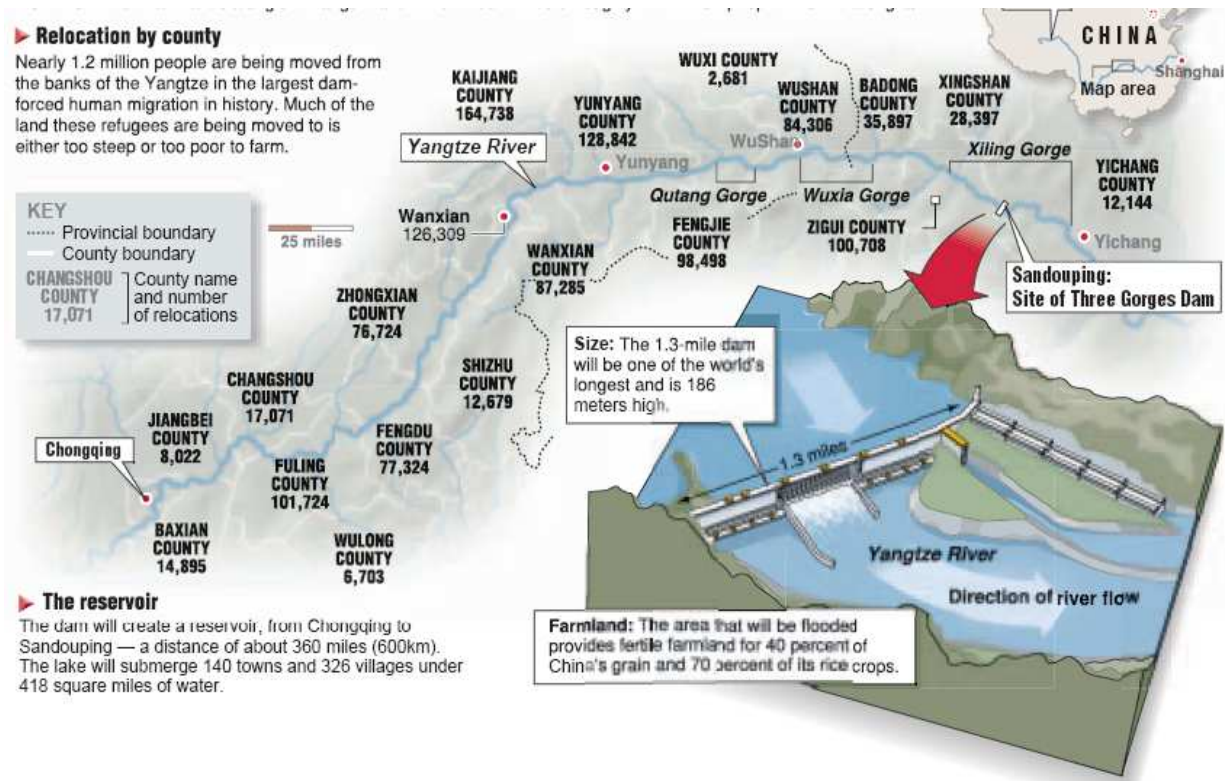 Relocation by county
Nearly 1.2 million people are being moved from
the banks of the Yangtze in the largest dam-
forced human migration in history. Much of the
land these refugees are being moved to is
either too steep or too poor to farm.
KEY
Provincial boundary
County boundary
CHANGSHOU
COUNTY
17,071
County name
and number
of relocations
25 miles
KAIJIANG
COUNTY
164,738
Yangtze River
YUNYANG
COUNTY
128,842
Yunyang
WUXI COUNTY
2,681
WUSHAN
COUNTY
84,306
WuShan
BADONG
COUNTY
35,897
XINGSHAN
COUNTY
28,397
CHINA
Shanghai
Map area
Qutang Gorge
Wuxia Gorge
Xiling Gorge
YICHANG
COUNTY
12,144
Yichang
ZIGUI COUNTY
100,708
FENGJIE
COUNTY
98,498
Wanxian
126,309
WANXIAN
COUNTY
87,285
ZHONGXIAN
COUNTY
76,724
SHIZHU
COUNTY
12,679
CHANGSHOU
COUNTY
17,071
JIANGBEI
COUNTY
8,022
Chongqing
FENGDU
COUNTY
77,324
FULING
COUNTY
101,724
BAXIAN
COUNTY
14,895
WULONG
COUNTY
6,703
Sandouping:
Site of Three Gorges Dam
Size: The 1.3-mile dam
will be one of the world's
longest and is 186
meters high.
1.3 miles
Yangtze River
Direction of river flow
Farmland: The area that will be flooded
provides fertile farmland for 40 percent of
China's grain and 70 percent of its rice crops.
The reservoir
The dam will create a reservoir, from Chongqing to
Sandouping — a distance of about 360 miles (600km).
The lake will submerge 140 towns and 326 villages under
418 square miles of water.